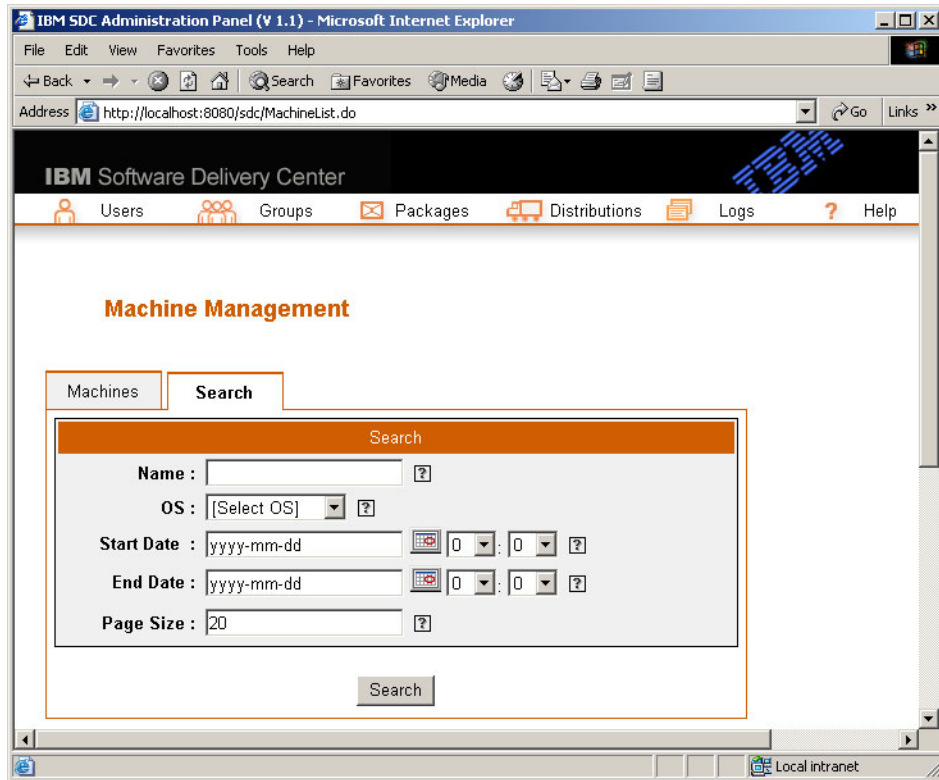 IBM SDC Administration Panel (V 1.1) - Microsoft Internet Explorer
File Edit View Favorites Tools Help
Back Search Favorites Media
Address http://localhost:8080/sdc/MachineList.do Go Links »
IBM Software Delivery Center IBM
Users Groups Packages Distributions Logs ? Help
Machine Management
Machines Search
Search
Name : ?
OS : [Select OS] ?
Start Date : yyyy-mm-dd 0 : 0 ?
End Date : yyyy-mm-dd 0 : 0 ?
Page Size : 20 ?
Search
Local intranet